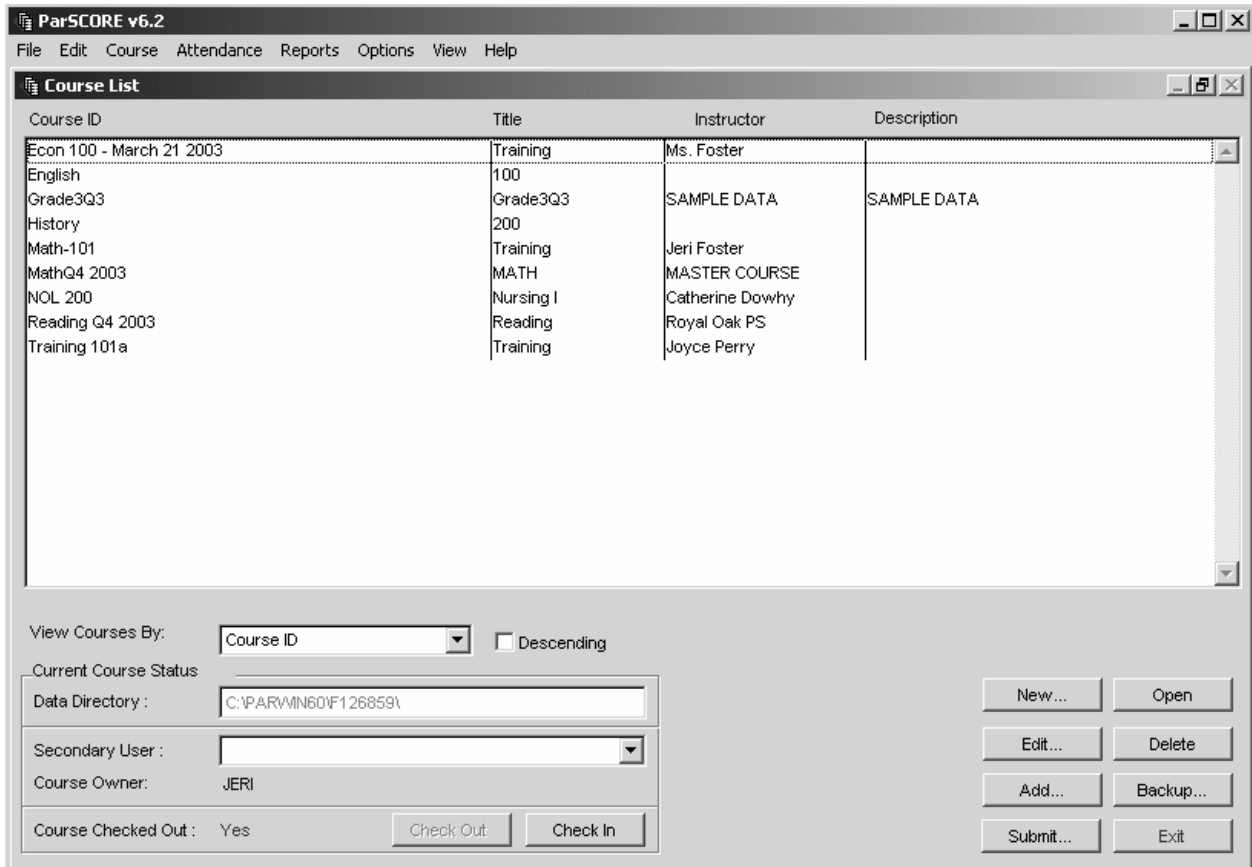 ParSCORE v6.2
File Edit Course Attendance Reports Options View Help
Course List
Course ID Title Instructor Description
Econ 100 - March 21 2003 Training Ms. Foster
English 100
Grade3Q3 Grade3Q3 SAMPLE DATA SAMPLE DATA
History 200
Math-101 Training Jeri Foster
MathQ4 2003 MATH MASTER COURSE
NOL 200 Nursing I Catherine Dowhy
Reading Q4 2003 Reading Royal Oak PS
Training 101a Training Joyce Perry
View Courses By: Course ID Descending
Current Course Status
Data Directory : C:\PARWIN60\F126859\
New... Open
Secondary User :
Edit... Delete
Course Owner: JERI
Add... Backup...
Course Checked Out : Yes Check Out Check In
Submit... Exit